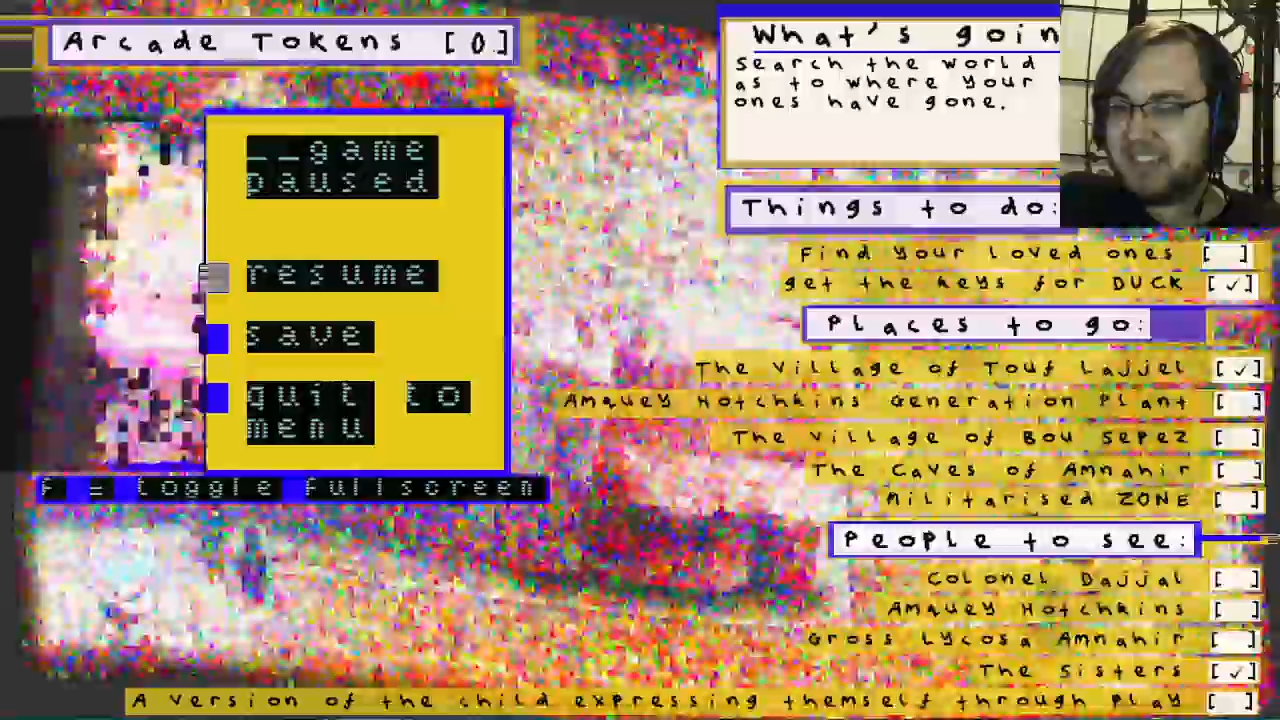 Arcade Tokens [0]
__game
paused
resume
save
quit to
menu
F = toggle fullscreen
What's goin
search the world
as to where your
ones have gone.
Things to do:
Find your loved ones [ ]
get the keys for DUCK [✓]
Places to go:
The Village of Touf Lajjel [✓]
Amquey Hotchkins Generation Plant [ ]
The Village of Bou Sepez [ ]
The Caves of Amnahir [ ]
Militarised ZONE [ ]
People to see:
Colonel Dajjal [ ]
Amquey Hotchkins [ ]
Gross Lycosa Amnahir [ ]
The Sisters [✓]
A version of the child expressing themself through play [ ]